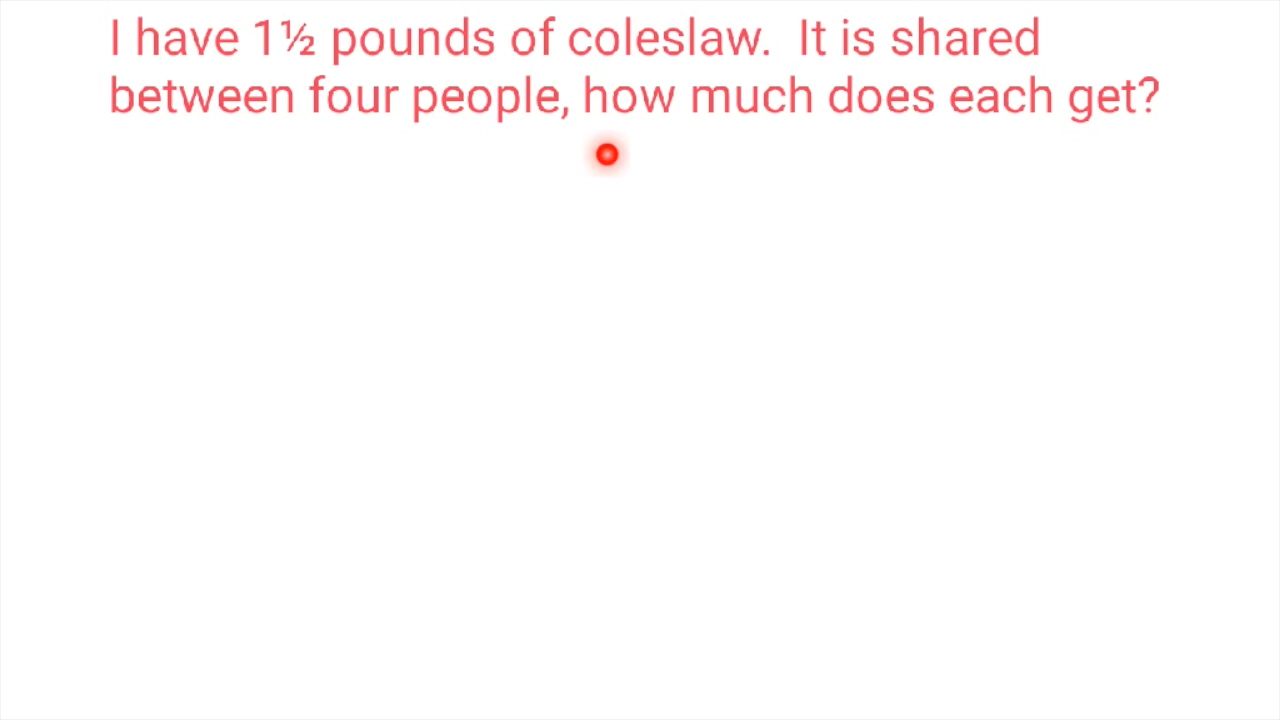 I have 1½ pounds of coleslaw.  It is shared
between four people, how much does each get?